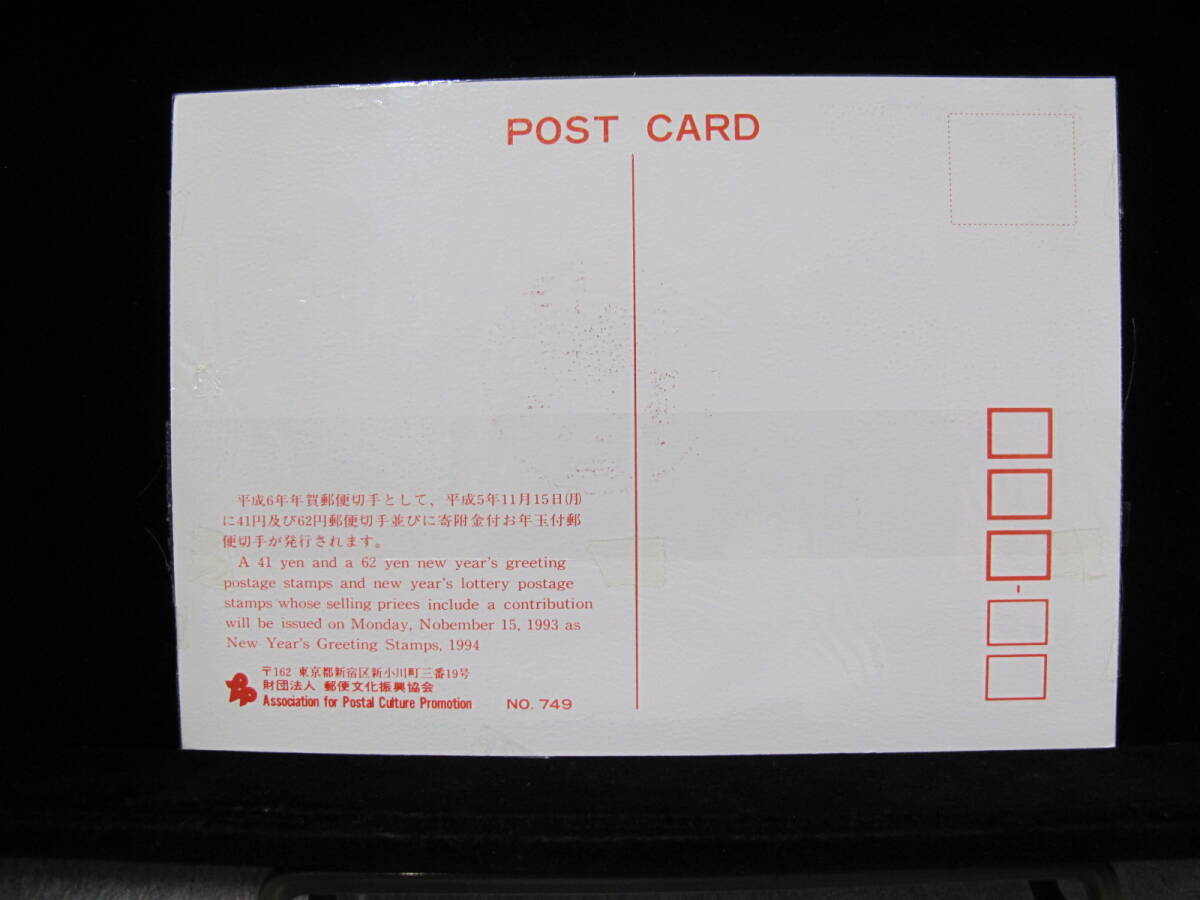 POST CARD
平成6年年賀郵便切手として、平成5年11月15日(月)
に41円及び62円郵便切手並びに寄附金付お年玉付郵
便切手が発行されます。
A 41 yen and a 62 yen new year's greeting
postage stamps and new year's lottery postage
stamps whose selling priees include a contribution
will be issued on Monday, Nobember 15, 1993 as
New Year's Greeting Stamps, 1994
〒162 東京都新宿区新小川町三番19号
財団法人 郵便文化振興協会
Association for Postal Culture Promotion NO. 749